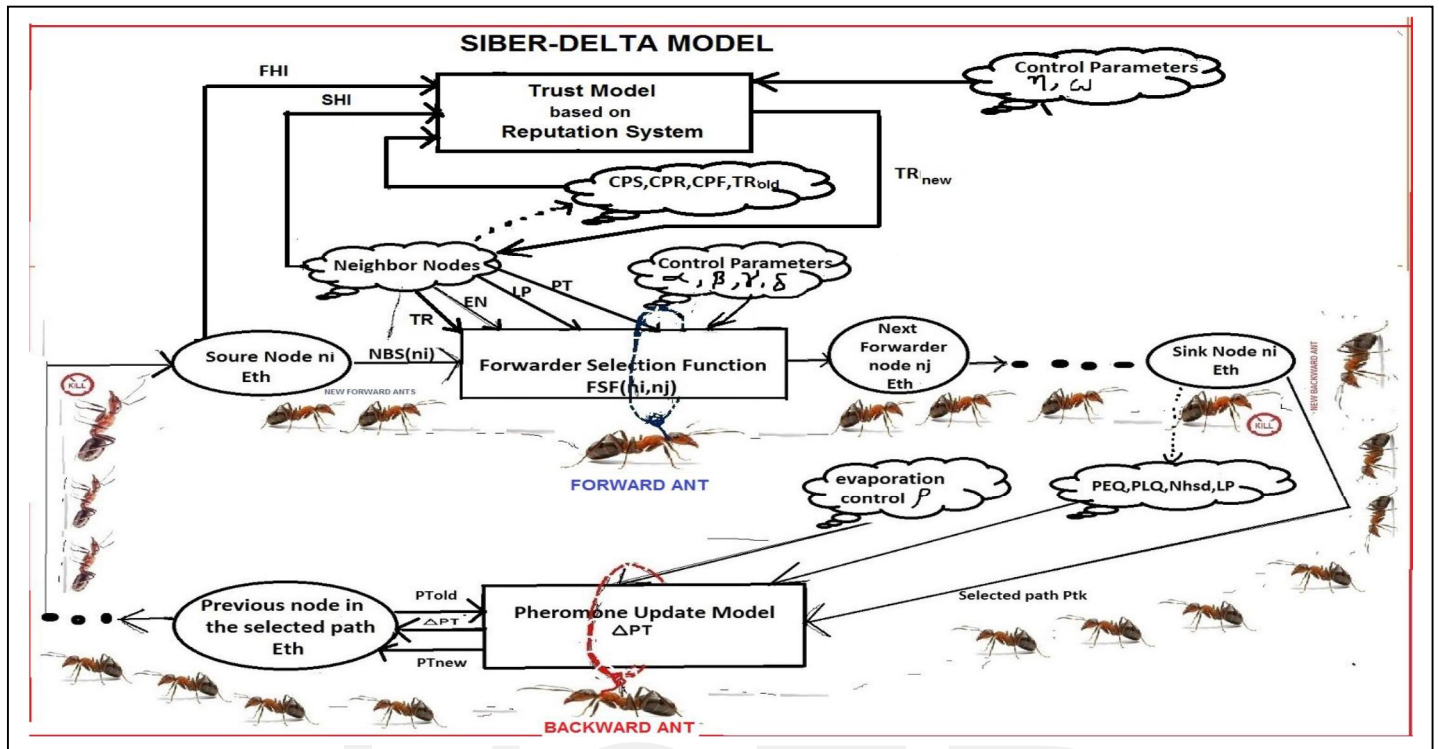 SIBER-DELTA MODEL
FHI
SHI
Trust Model
based on
Reputation System
Control Parameters
η, ω
CPS,CPR,CPF,TRold
TRnew
Neighbor Nodes
Control Parameters
α, β, γ, δ
TR
EN
LP
PT
Soure Node ni
Eth
NBS(ni)
Forwarder Selection Function
FSF(ni,nj)
Next
Forwarder
node nj
Eth
Sink Node ni
Eth
KILL
NEW FORWARD ANTS
NEW BACKWARD ANT
KILL
FORWARD ANT
evaporation
control ρ
PEQ,PLQ,Nhsd,LP
Selected path Ptk
Previous node in
the selected path
Eth
PTold
△PT
PTnew
Pheromone Update Model
△PT
BACKWARD ANT